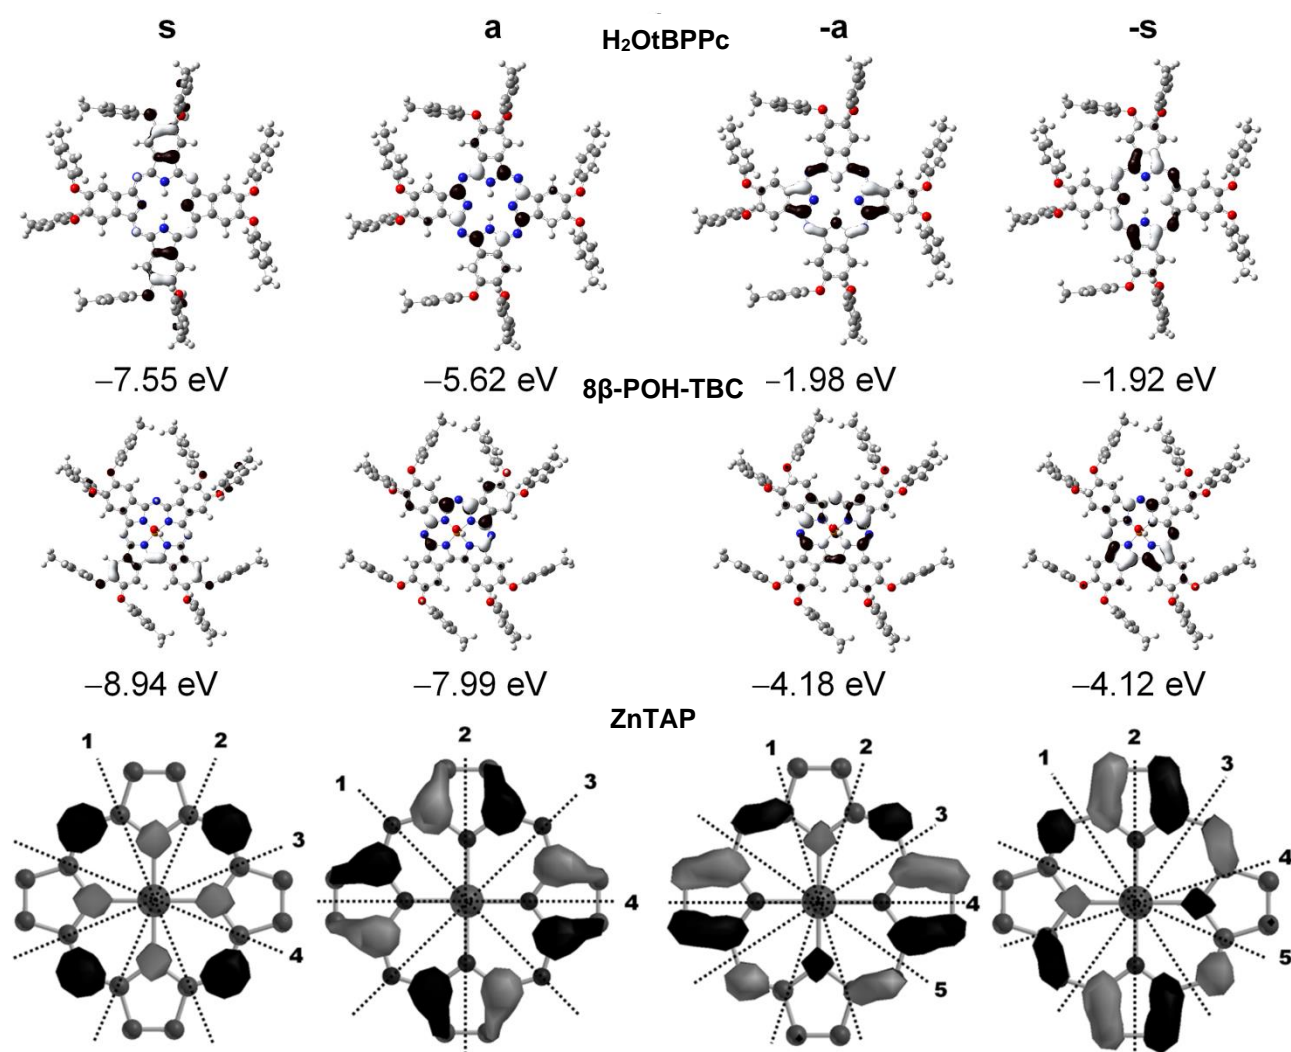 s a -a -s
H₂OtBPPc
−7.55 eV −5.62 eV −1.98 eV −1.92 eV
8β-POH-TBC
−8.94 eV −7.99 eV −4.18 eV −4.12 eV
ZnTAP
1 2 3 4
1 2 3 4
1 2 3 4 5
1 2 3 4 5